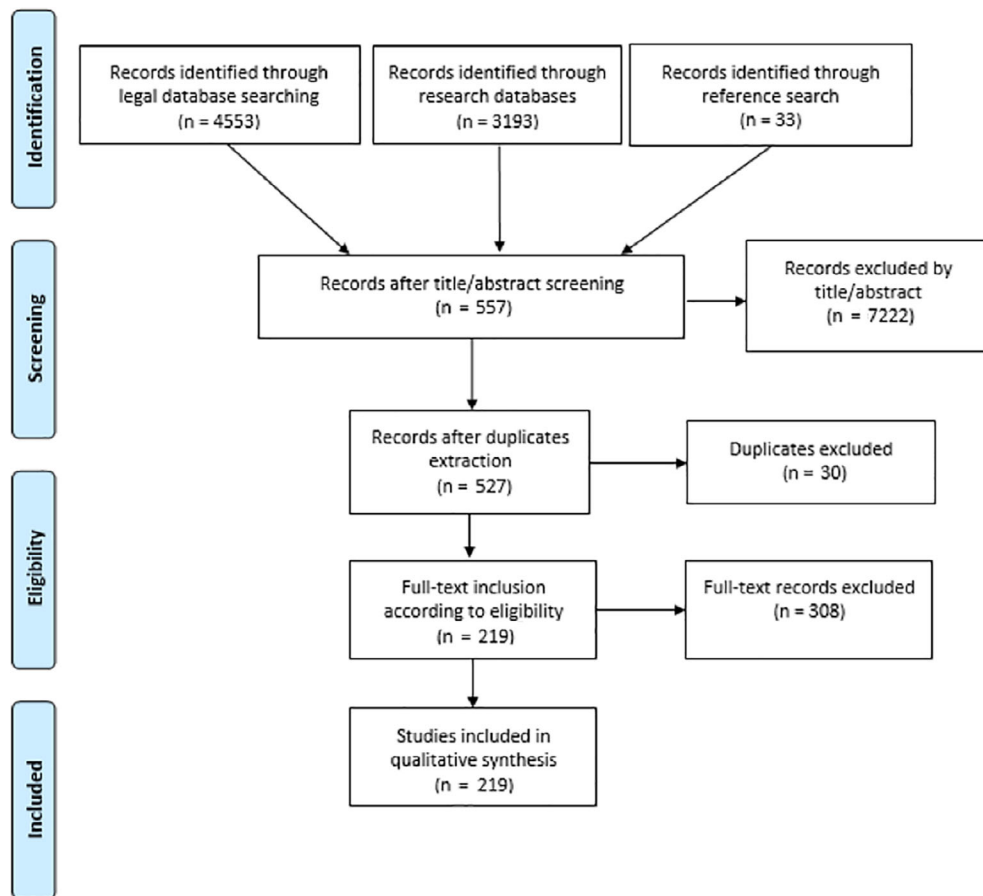 Identification
Records identified through
legal database searching
(n = 4553)
Records identified through
research databases
(n = 3193)
Records identified through
reference search
(n = 33)
Screening
Records after title/abstract screening
(n = 557)
Records excluded by
title/abstract
(n = 7222)
Records after duplicates
extraction
(n = 527)
Duplicates excluded
(n = 30)
Eligibility
Full-text inclusion
according to eligibility
(n = 219)
Full-text records excluded
(n = 308)
Included
Studies included in
qualitative synthesis
(n = 219)